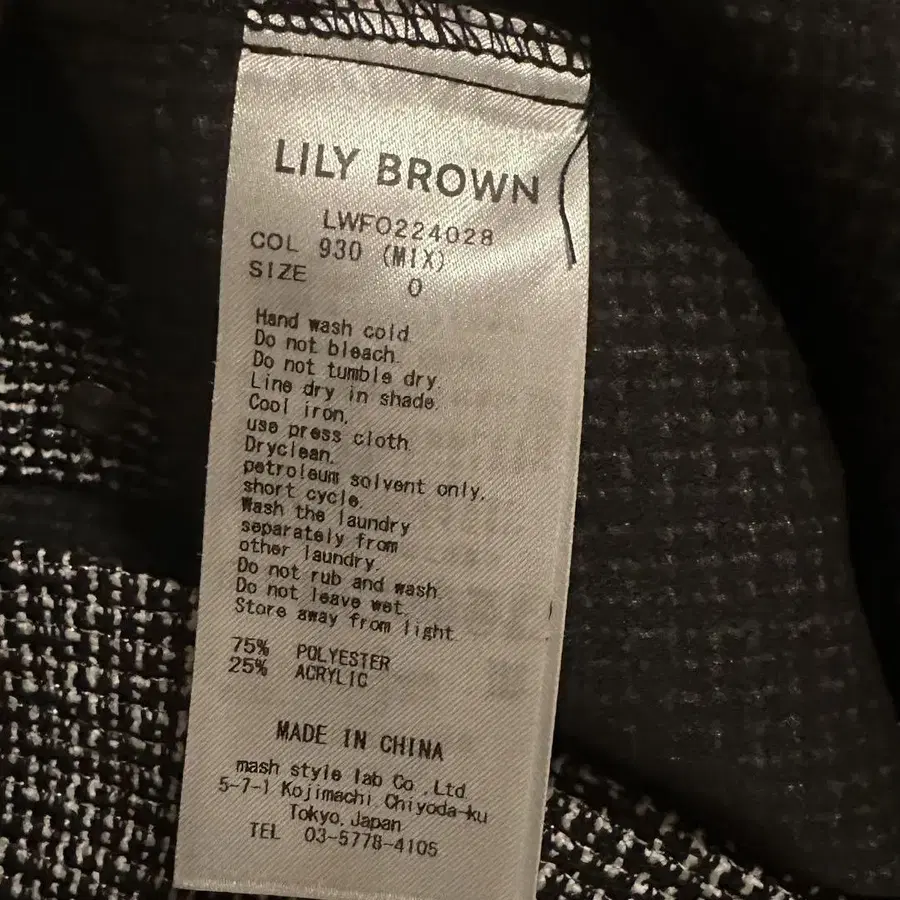 LILY BROWN
LWFO224028
COL 930 (MIX)
SIZE 0
Hand wash cold.
Do not bleach.
Do not tumble dry.
Line dry in shade.
Cool iron,
use press cloth.
Dryclean,
petroleum solvent only,
short cycle.
Wash the laundry
separately from
other laundry.
Do not rub and wash.
Do not leave wet.
Store away from light.
75% POLYESTER
25% ACRYLIC
MADE IN CHINA
mash style lab Co.,Ltd.
5-7-1 Kojimachi Chiyoda-ku
Tokyo,Japan
TEL 03-5778-4105